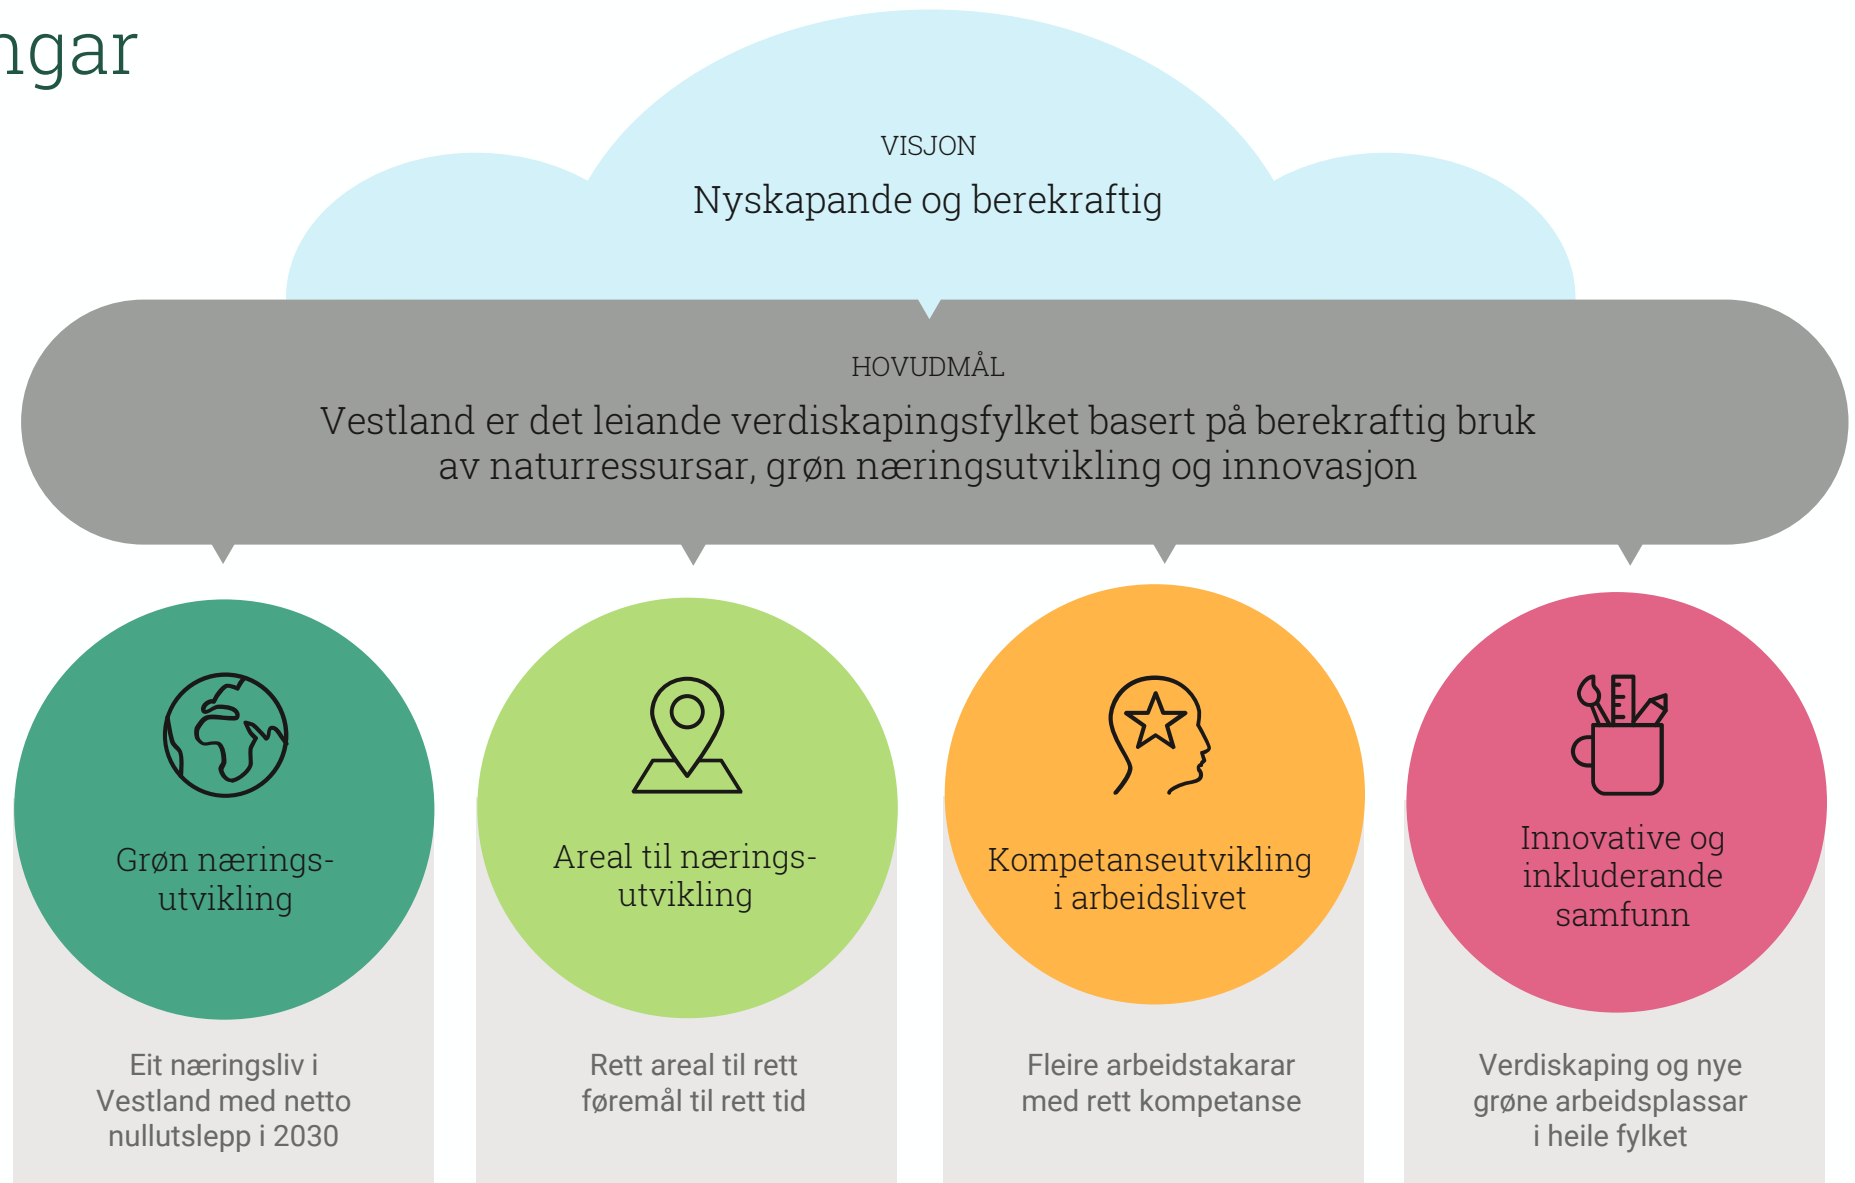 ngar
VISJON
Nyskapande og berekraftig
HOVUDMÅL
Vestland er det leiande verdiskapingsfylket basert på berekraftig bruk
av naturressursar, grøn næringsutvikling og innovasjon
Grøn nærings-
utvikling
Areal til nærings-
utvikling
Kompetanseutvikling
i arbeidslivet
Innovative og
inkluderande
samfunn
Eit næringsliv i
Vestland med netto
nullutslepp i 2030
Rett areal til rett
føremål til rett tid
Fleire arbeidstakarar
med rett kompetanse
Verdiskaping og nye
grøne arbeidsplassar
i heile fylket